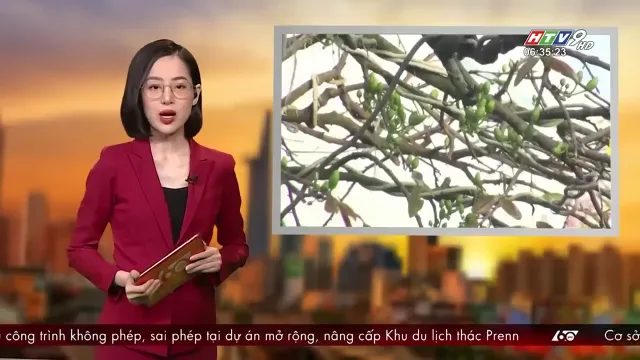 HTV9 HD
06:35:23
công trình không phép, sai phép tại dự án mở rộng, nâng cấp Khu du lịch thác Prenn
Cơ sở